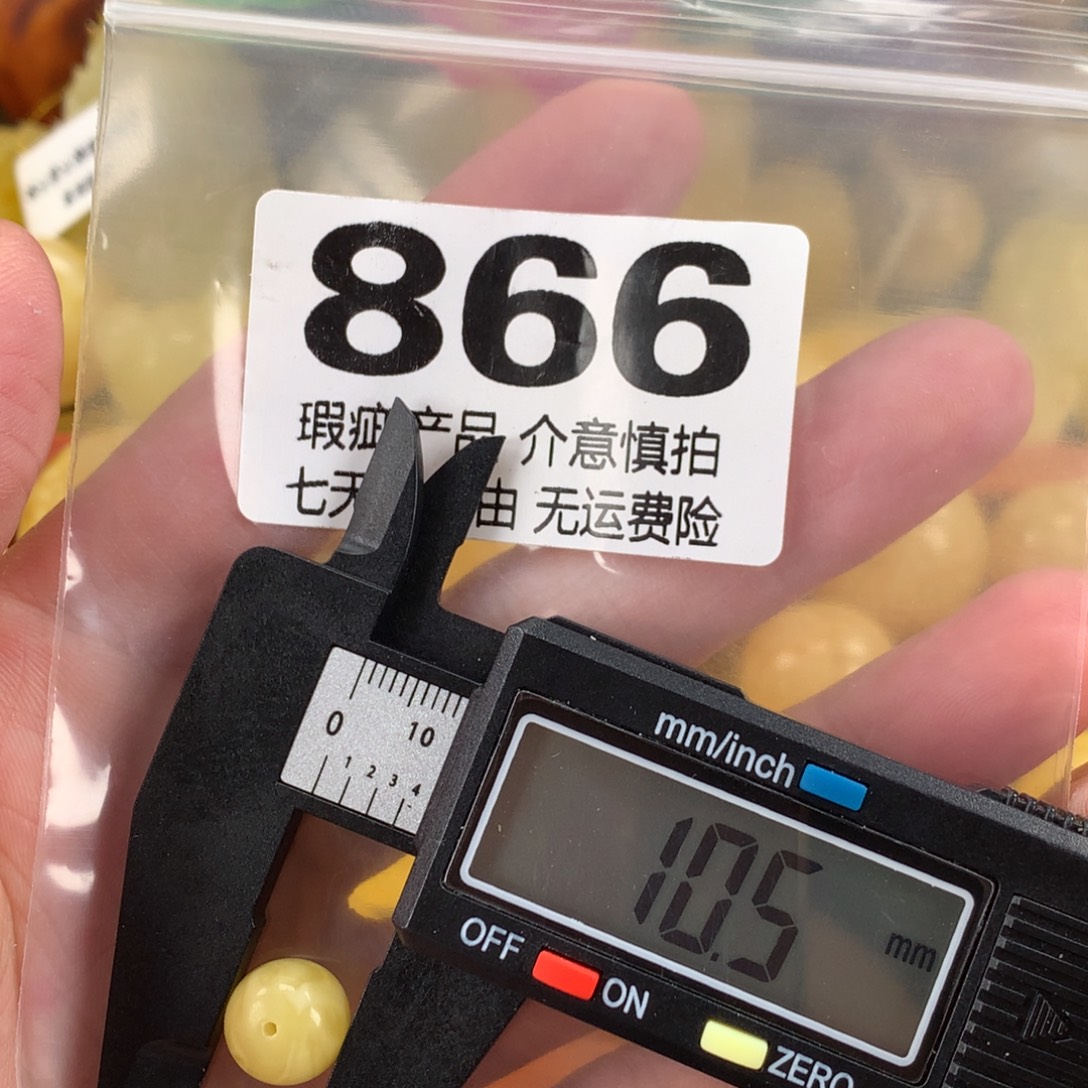 866
瑕疵产品 介意慎拍
七天 由 无运费险
mm/inch
0 10
1 2 3 4
10.5 mm
OFF ON
ZERO